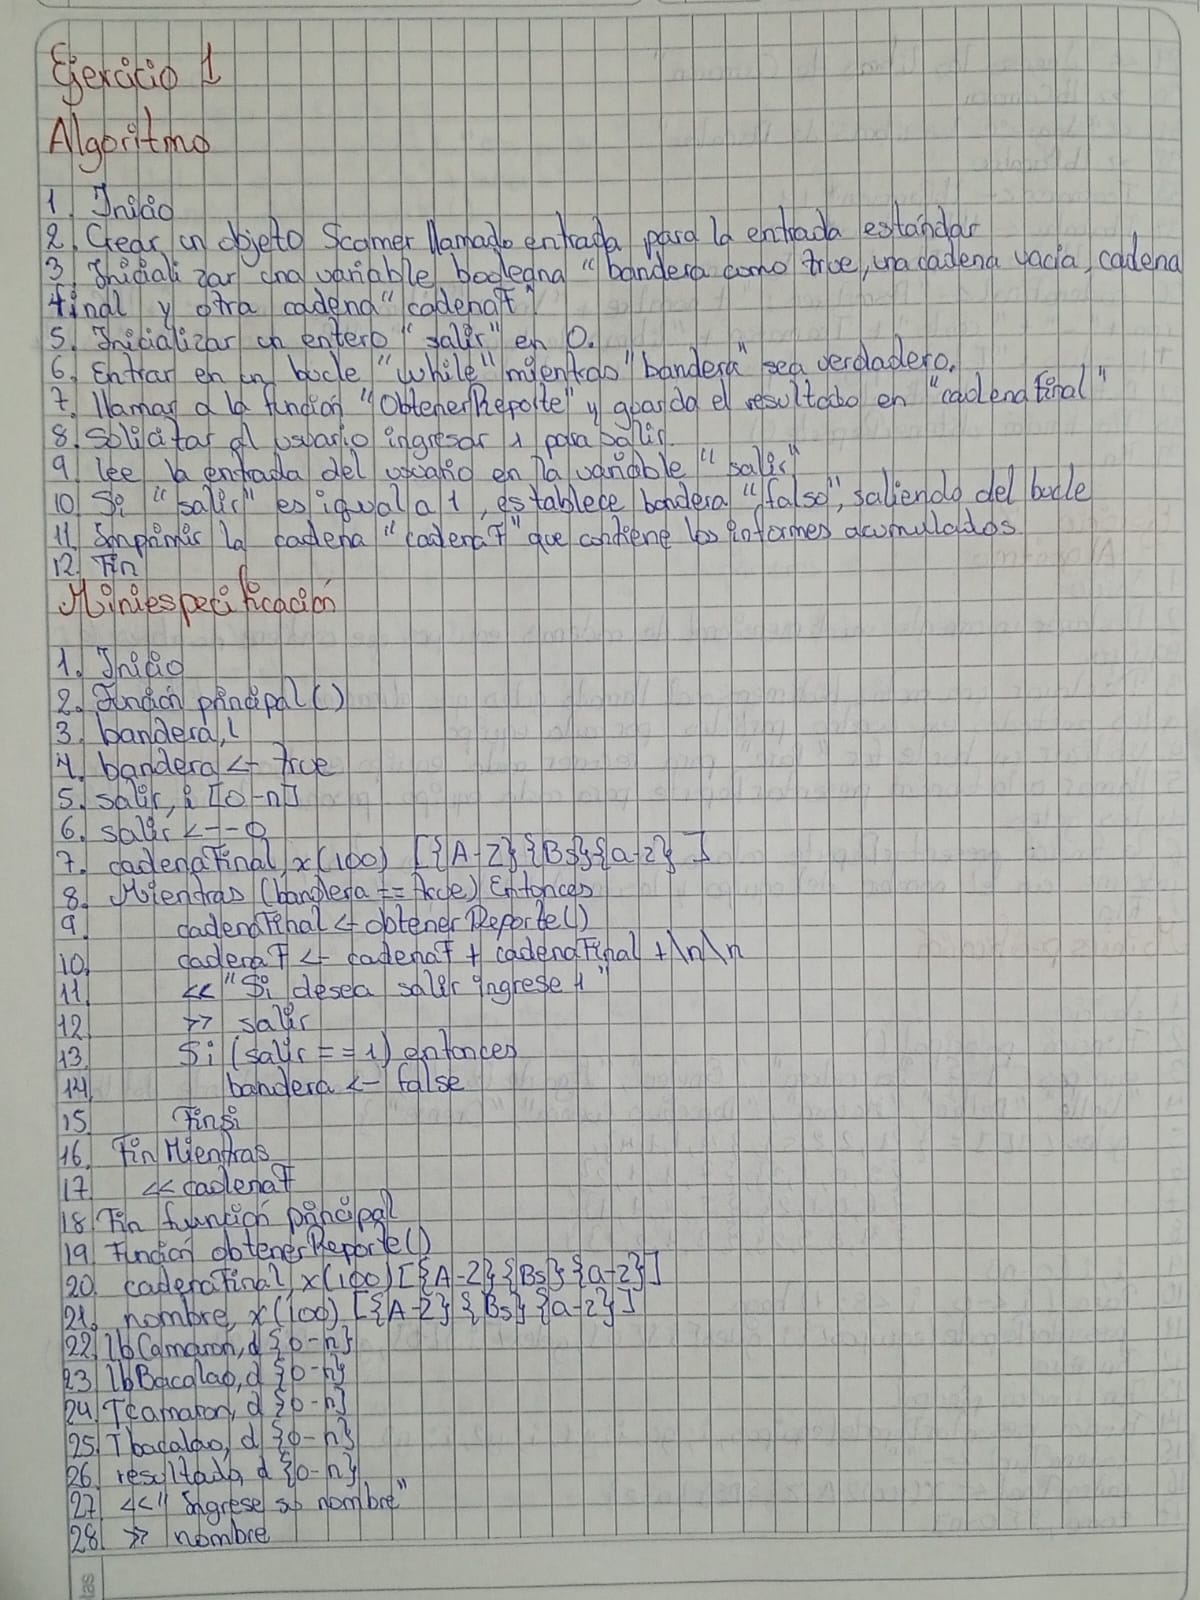 Ejercicio 1
Algoritmo
1. Inicio
2. Crear un objeto Scanner llamado entrada para la entrada estándar
3. Iniciali zar una variable booleana "bandera como true, una cadena vacía, cadena
final y otra cadena "cadenaF"
5. Inicializar un entero "salir" en 0.
6. Entrar en un bucle "while" mientras "bandera" sea verdadero.
7. llamar a la función "ObtenerReporte" y guarda el resultado en "cadena final"
8. Solicitar al usuario ingresar 1 para salir.
9. lee la entrada del usuario en la variable "salir"
10. Si "salir" es igual a 1, establece bandera "falso", saliendo del bucle
11. Imprimir la cadena "cadenaF" que contiene los informes acumulados
12. Fin
Miniespecificación
1. Inicio
2. Función principal()
3. bandera, l
4. bandera <- true
5. salir, i [0-n]
6. salir <-- 0
7. cadenaFinal, x(100) [{A-Z}{Bs}{a-z} ]
8. Mientras (bandera == true) Entonces
9. cadenaFinal <- obtenerReporte()
10. cadenaF <- cadenaF + cadenaFinal + \n\n
11. << "Si desea salir ingrese 1"
12. >> salir
13. Si (salir == 1) entonces
14. bandera <- false
15. Finsi
16. Fin Mientras
17. << cadenaF
18. Fin función principal
19. Función obtenerReporte()
20. cadenaFinal, x(100) [{A-Z}{Bs}{a-z}]
21. nombre, x(100) [{A-Z} {Bs} {a-z}]
22. lbCamaron, d {0-n}
23. lbBacalao, d {0-n}
24. Tcamaron, d {0-n]
25. Tbacalao, d {0-n}
26. resultado, d {0-n}
27. <<" Ingrese su nombre"
28. >> nombre
tas